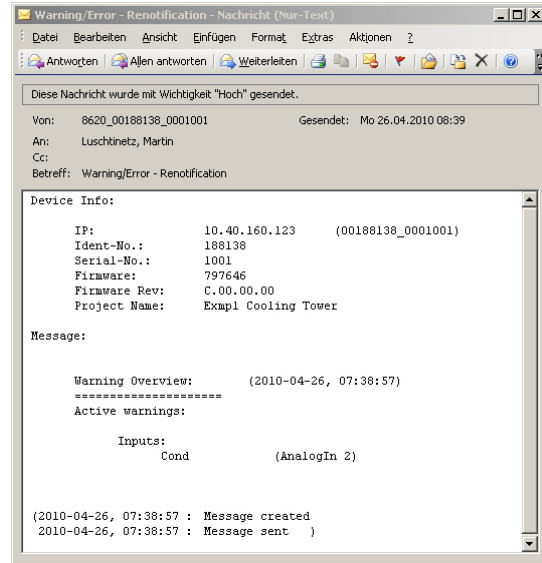 Warning/Error - Renotification - Nachricht (Nur-Text)
Datei Bearbeiten Ansicht Einfügen Format Extras Aktionen ?
Antworten Allen antworten Weiterleiten
Diese Nachricht wurde mit Wichtigkeit "Hoch" gesendet.
Von: 8620_00188138_0001001 Gesendet: Mo 26.04.2010 08:39
An: Luschtinetz, Martin
Cc:
Betreff: Warning/Error - Renotification
Device Info:
IP: 10.40.160.123 (00188138_0001001)
Ident-No.: 188138
Serial-No.: 1001
Firmware: 797646
Firmware Rev: C.00.00.00
Project Name: Exmpl Cooling Tower
Message:
Warning Overview: (2010-04-26, 07:38:57)
=====================
Active warnings:
Inputs:
Cond (AnalogIn 2)
(2010-04-26, 07:38:57 : Message created
2010-04-26, 07:38:57 : Message sent )